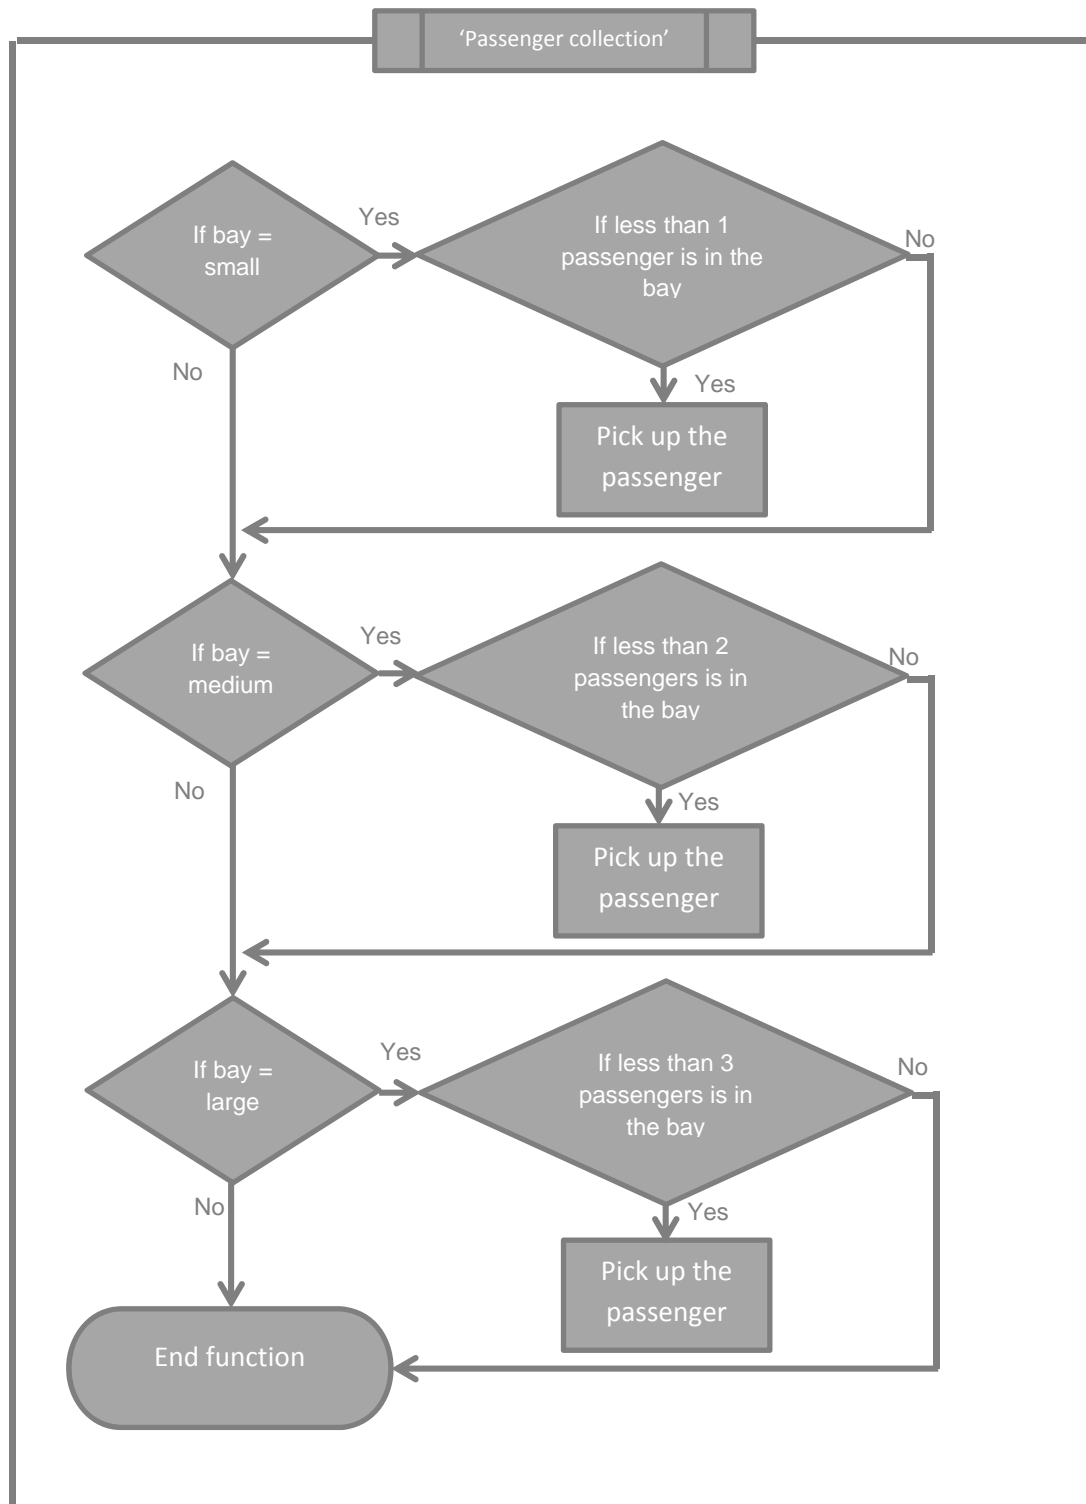 ‘Passenger collection’
If bay =
small
Yes
If less than 1
passenger is in the
bay
No
No
Yes
Pick up the
passenger
If bay =
medium
Yes
If less than 2
passengers is in
the bay
No
No
Yes
Pick up the
passenger
If bay =
large
Yes
If less than 3
passengers is in
the bay
No
No
Yes
Pick up the
passenger
End function